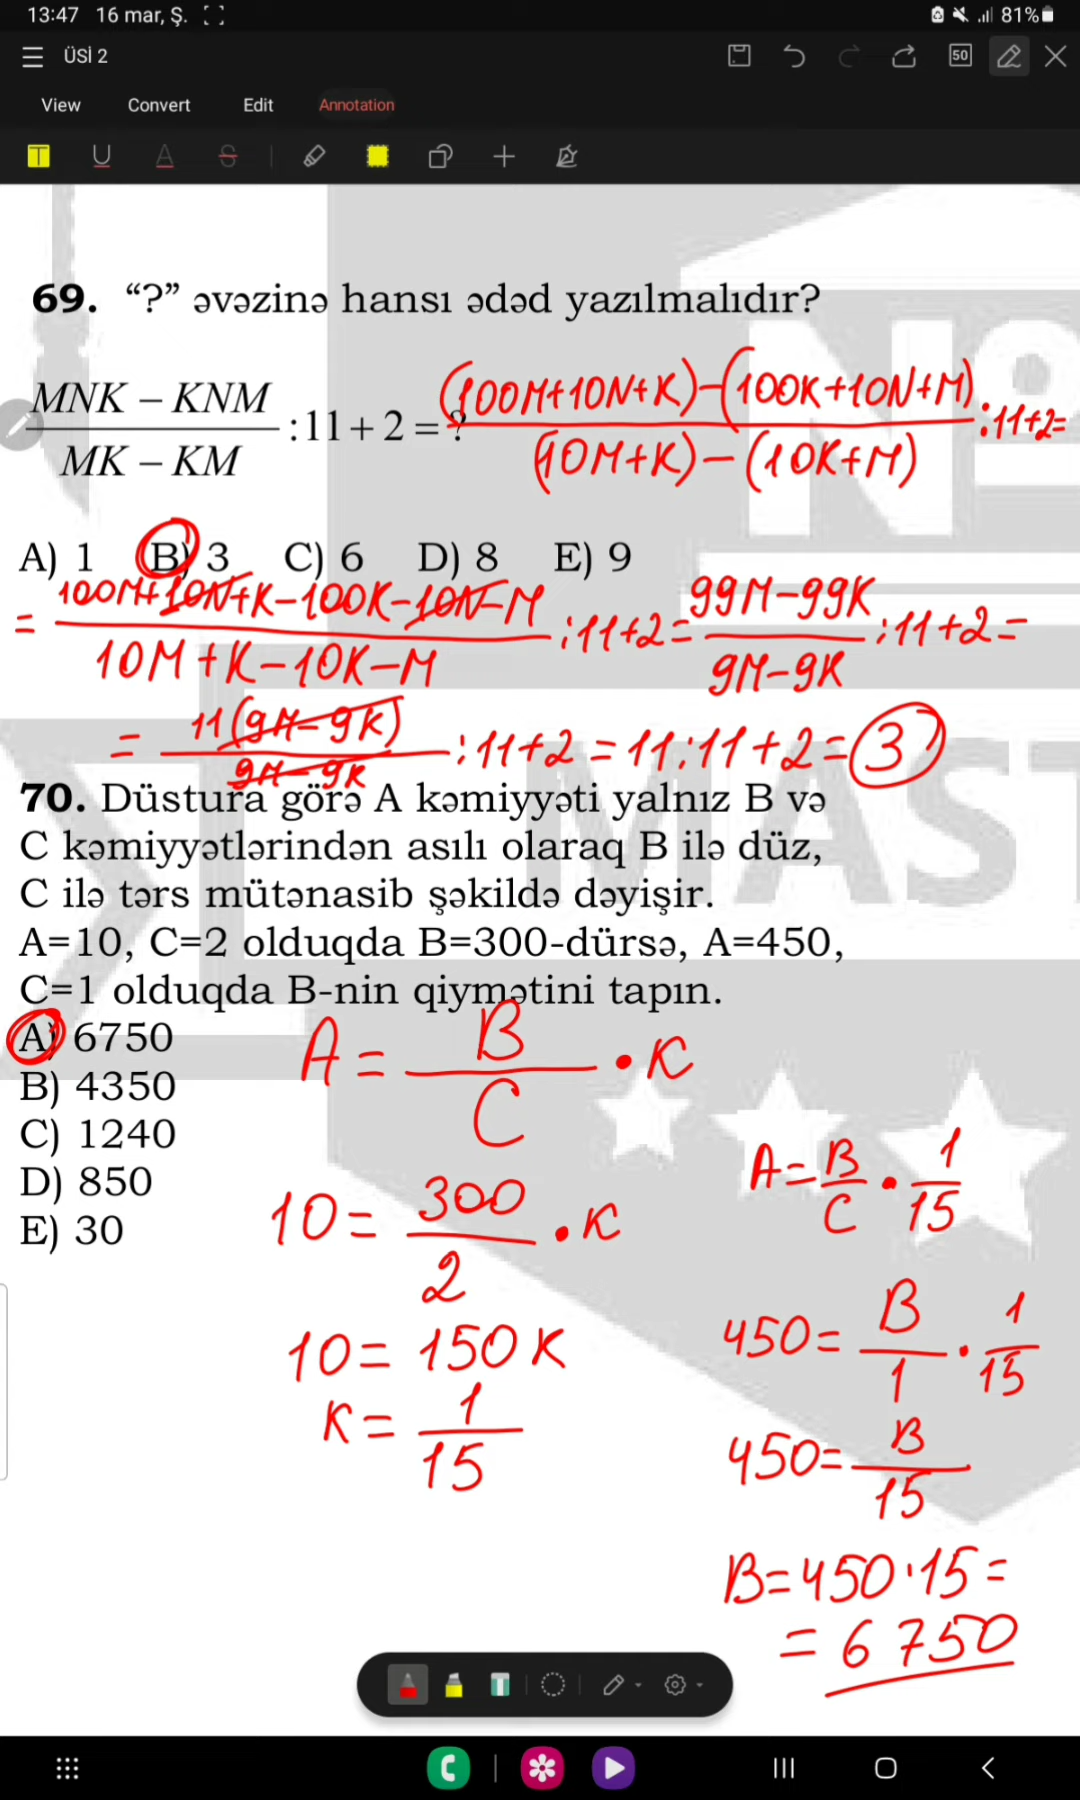 13:47 16 mar, Ş. 81%
ÜSİ 2 50
View Convert Edit Annotation
T U A S
69. “?” əvəzinə hansı ədəd yazılmalıdır?
(MNK – KNM)/(MK – KM) :11+2=? ((100M+10N+K)-(100K+10N+M))/((10M+K)-(10K+M)) :11+2=
A) 1 B) 3 C) 6 D) 8 E) 9
= (100M+10N+K-100K-10N-M)/(10M+K-10K-M) :11+2= (99M-99K)/(9M-9K) :11+2=
= (11(9M-9K))/(9M-9K) :11+2=11:11+2=3
70. Düstura görə A kəmiyyəti yalnız B və
C kəmiyyətlərindən asılı olaraq B ilə düz,
C ilə tərs mütənasib şəkildə dəyişir.
A=10, C=2 olduqda B=300-dürsə, A=450,
C=1 olduqda B-nin qiymətini tapın.
A) 6750
B) 4350
C) 1240
D) 850
E) 30
A= B/C • K
10= 300/2 • K
10= 150 K
K= 1/15
A= B/C • 1/15
450= B/1 • 1/15
450= B/15
B=450·15=
= 6750
MAST
№